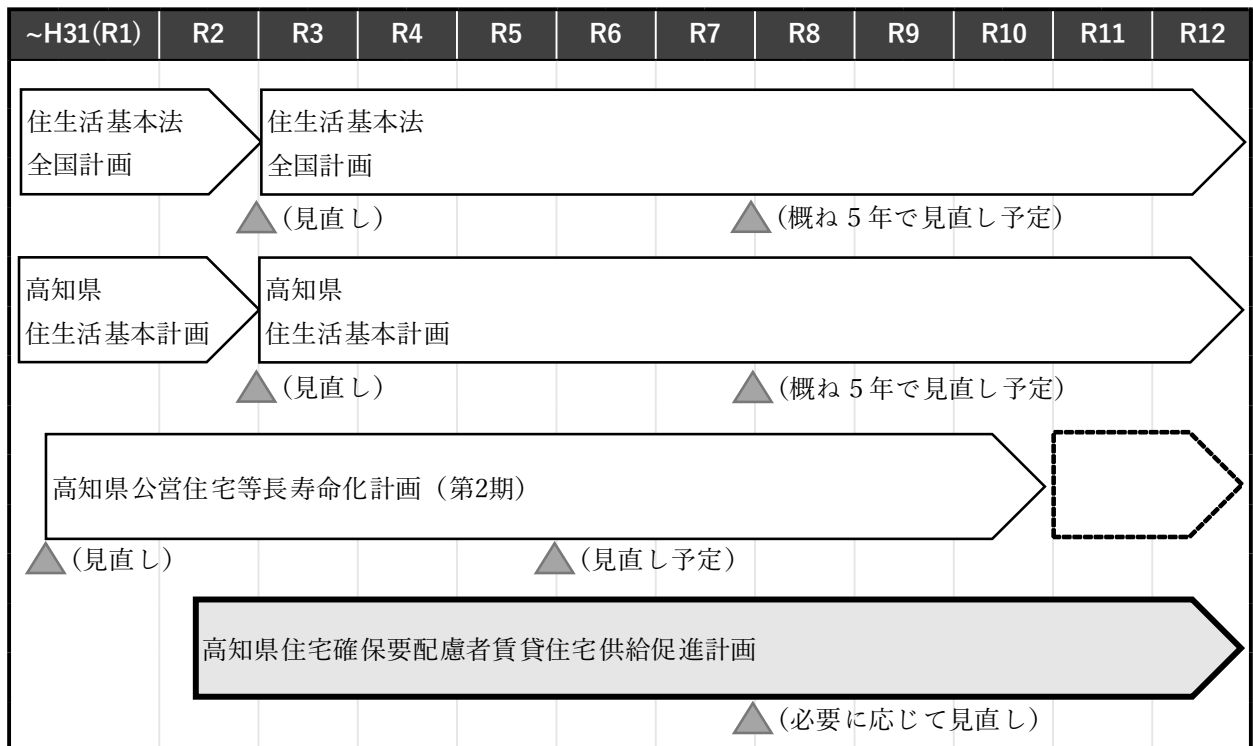 ~H31(R1) R2 R3 R4 R5 R6 R7 R8 R9 R10 R11 R12
住生活基本法
全国計画
住生活基本法
全国計画
(見直し)
(概ね5年で見直し予定)
高知県
住生活基本計画
高知県
住生活基本計画
(見直し)
(概ね5年で見直し予定)
高知県公営住宅等長寿命化計画（第2期）
(見直し)
(見直し予定)
高知県住宅確保要配慮者賃貸住宅供給促進計画
(必要に応じて見直し)